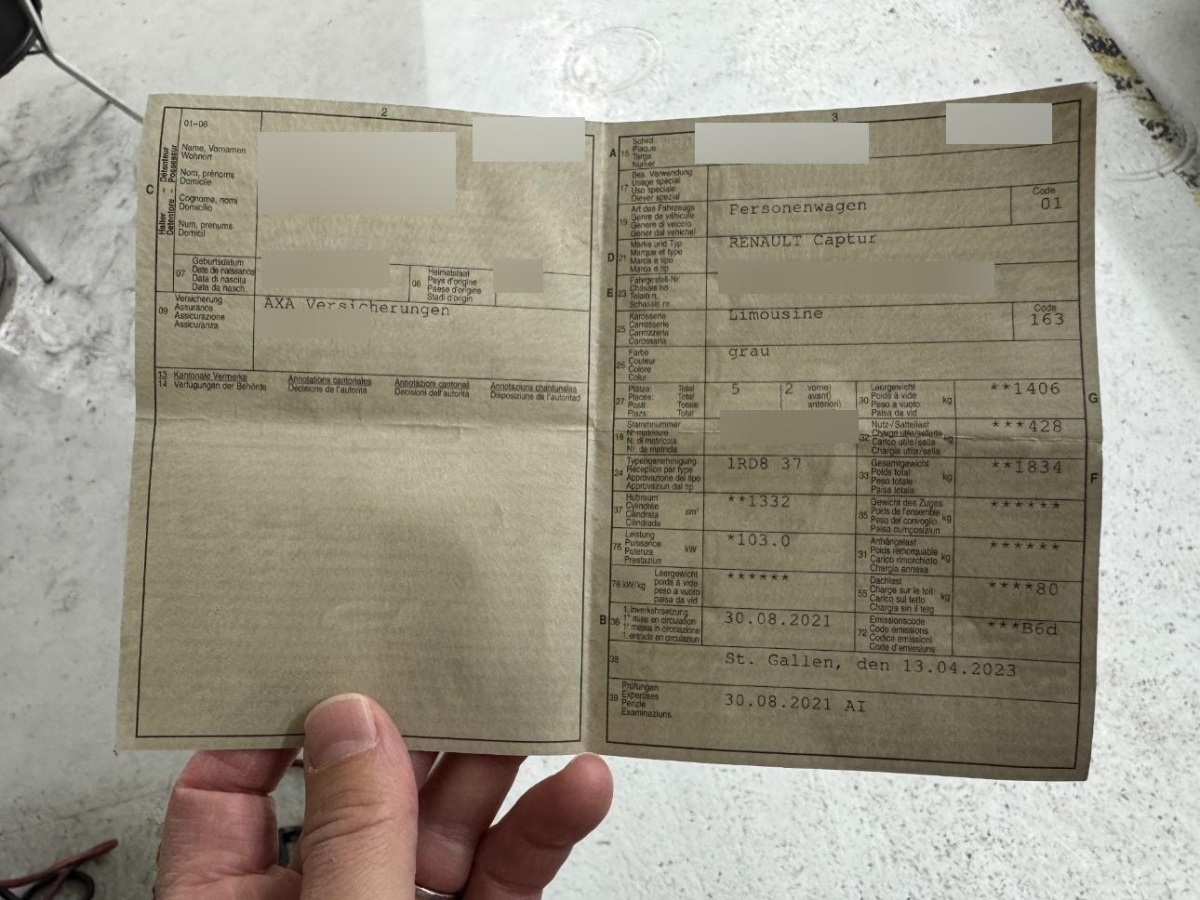 2
01-06
C
Halter – Détenteur
Detentore – Possessur
Name, Vornamen
Wohnort
Nom, prénoms
Domicile
Cognome, nomi
Domicilio
Num, prenums
Domicil
07
Geburtsdatum
Date de naissance
Data di nascita
Data da nasch.
06
Heimatstaat
Pays d'origine
Paese d'origine
Stadi d'origin
09
Versicherung
Assurance
Assicurazione
Assicuranza
AXA Versicherungen
13
14
Kantonale Vermerke
Verfügungen der Behörde
Annotations cantonales
Décisions de l'autorité
Annotazioni cantonali
Decisioni dell'autorità
Annotaziuns chantunalas
Disposiziuns da l'autoritad
3
A
15
Schild
Plaque
Targa
Numer
17
Bes. Verwendung
Usage spécial
Uso speciale
Diever spezial
19
Art des Fahrzeugs
Genre de véhicule
Genere di veicolo
Gener dal vehichel
Personenwagen
Code
01
D
21
Marke und Typ
Marque et type
Marca e tipo
Marca e tip
RENAULT Captur
E
23
Fahrgestell-Nr.
Châssis no
Telaio n.
Schassis nr.
25
Karosserie
Carrosserie
Carrozzeria
Carossaria
Limousine
Code
163
26
Farbe
Couleur
Colore
Colur
grau
27
Plätze: Total
Places: Total
Posti: Totale
Plazs: Total
5
2
vorne)
avant)
anteriori)
30
Leergewicht
Poids à vide
Peso a vuoto
Paisa da vid
kg
**1406
G
18
Stammnummer
N° matricule
N. di matricola
Nr. da matricla
32
Nutz-/Sattellast
Charge utile/sellette
Carico utile/sella
Chargia utila/sella
kg
***428
24
Typengenehmigung
Réception par type
Approvazione del tipo
Approvaziun dal tip
1RD8 37
33
Gesamtgewicht
Poids total
Peso totale
Paisa totala
kg
**1834
F
37
Hubraum
Cylindrée
Cilindrata
Cilindrada
cm³
**1332
35
Gewicht des Zuges
Poids de l'ensemble
Peso del convoglio
Paisa cumposiziun
kg
******
76
Leistung
Puissance
Potenza
Prestaziun
kW
*103.0
31
Anhängelast
Poids remorquable
Carico rimorchiato
Chargia annexa
kg
******
78
kW/kg
Leergewicht
poids à vide
peso a vuoto
paisa da vid
******
55
Dachlast
Charge sur le toit
Carico sul tetto
Chargia sin il tetg
kg
****80
B
36
1. Inverkehrsetzung
1re mise en circulation
1a messa in circolazione
1. entrada en circulaziun
30.08.2021
72
Emissionscode
Code émissions
Codice emissioni
Code d'emissiuns
***B6d
38
St. Gallen, den 13.04.2023
39
Prüfungen
Expertises
Perizie
Examinaziuns
30.08.2021 AI